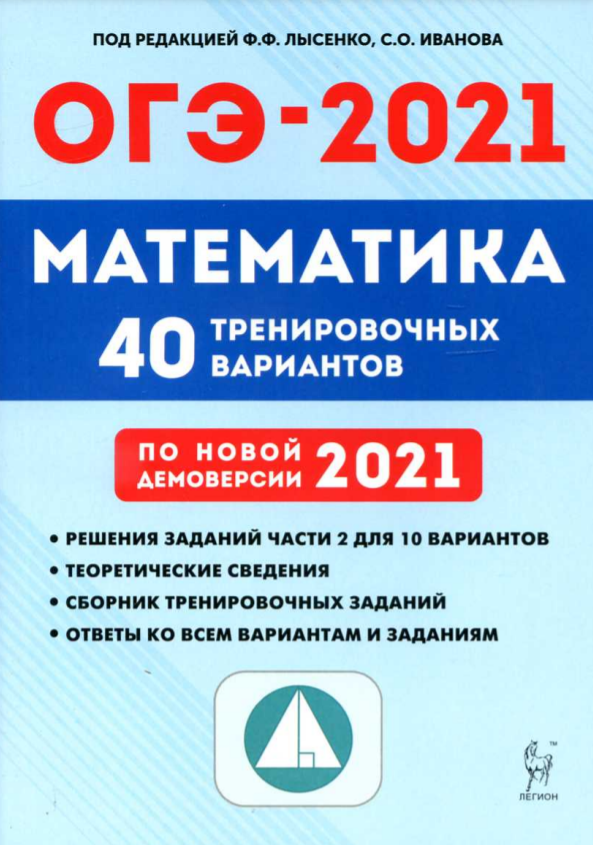 ПОД РЕДАКЦИЕЙ Ф.Ф. ЛЫСЕНКО, С.О. ИВАНОВА
ОГЭ-2021
МАТЕМАТИКА
40 ТРЕНИРОВОЧНЫХ
ВАРИАНТОВ
ПО НОВОЙ
ДЕМОВЕРСИИ 2021
• РЕШЕНИЯ ЗАДАНИЙ ЧАСТИ 2 ДЛЯ 10 ВАРИАНТОВ
• ТЕОРЕТИЧЕСКИЕ СВЕДЕНИЯ
• СБОРНИК ТРЕНИРОВОЧНЫХ ЗАДАНИЙ
• ОТВЕТЫ КО ВСЕМ ВАРИАНТАМ И ЗАДАНИЯМ
TM
ЛЕГИОН